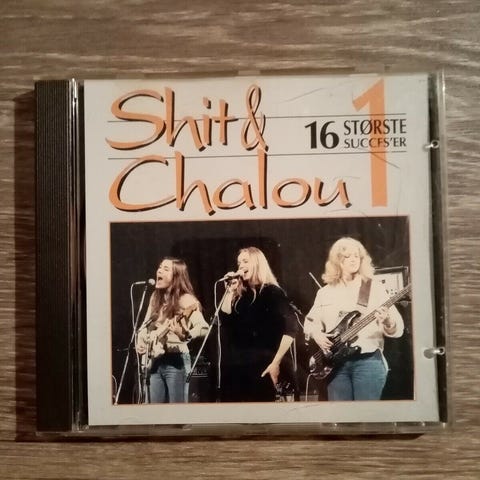 Shit &
Chalou 1
16 STØRSTE
SUCCES'ER